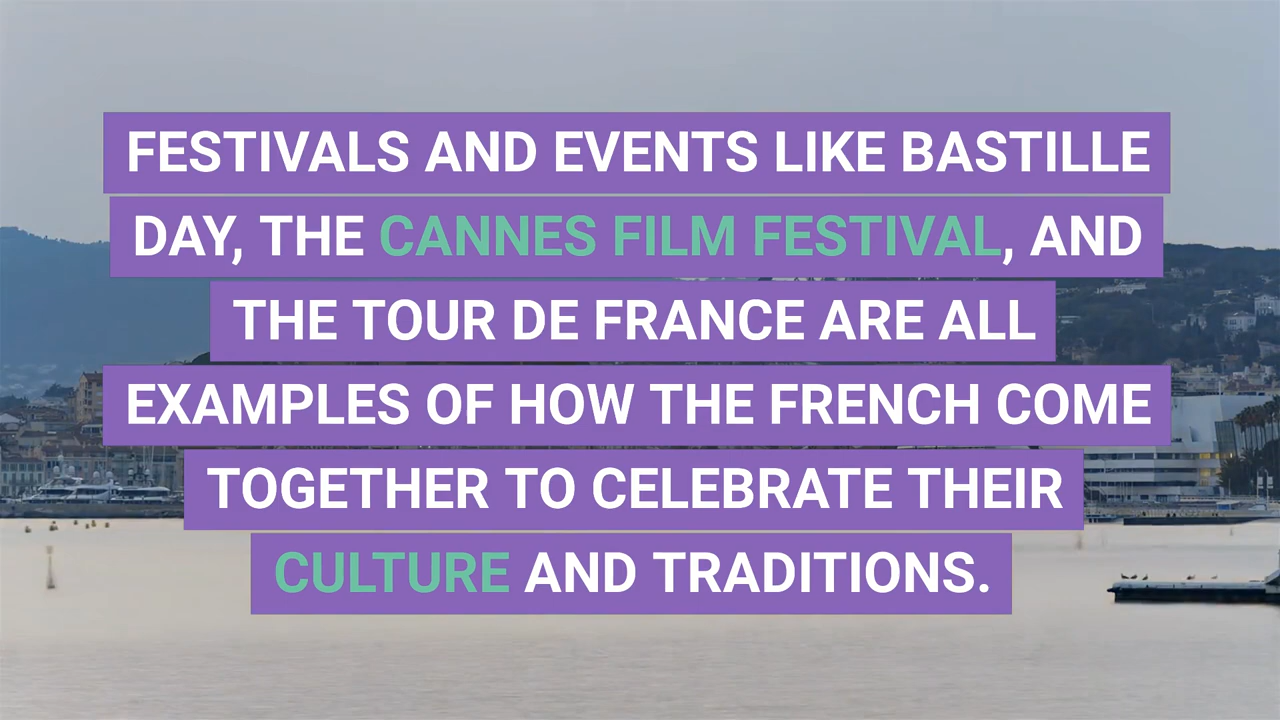 FESTIVALS AND EVENTS LIKE BASTILLE
DAY, THE CANNES FILM FESTIVAL, AND
THE TOUR DE FRANCE ARE ALL
EXAMPLES OF HOW THE FRENCH COME
TOGETHER TO CELEBRATE THEIR
CULTURE AND TRADITIONS.